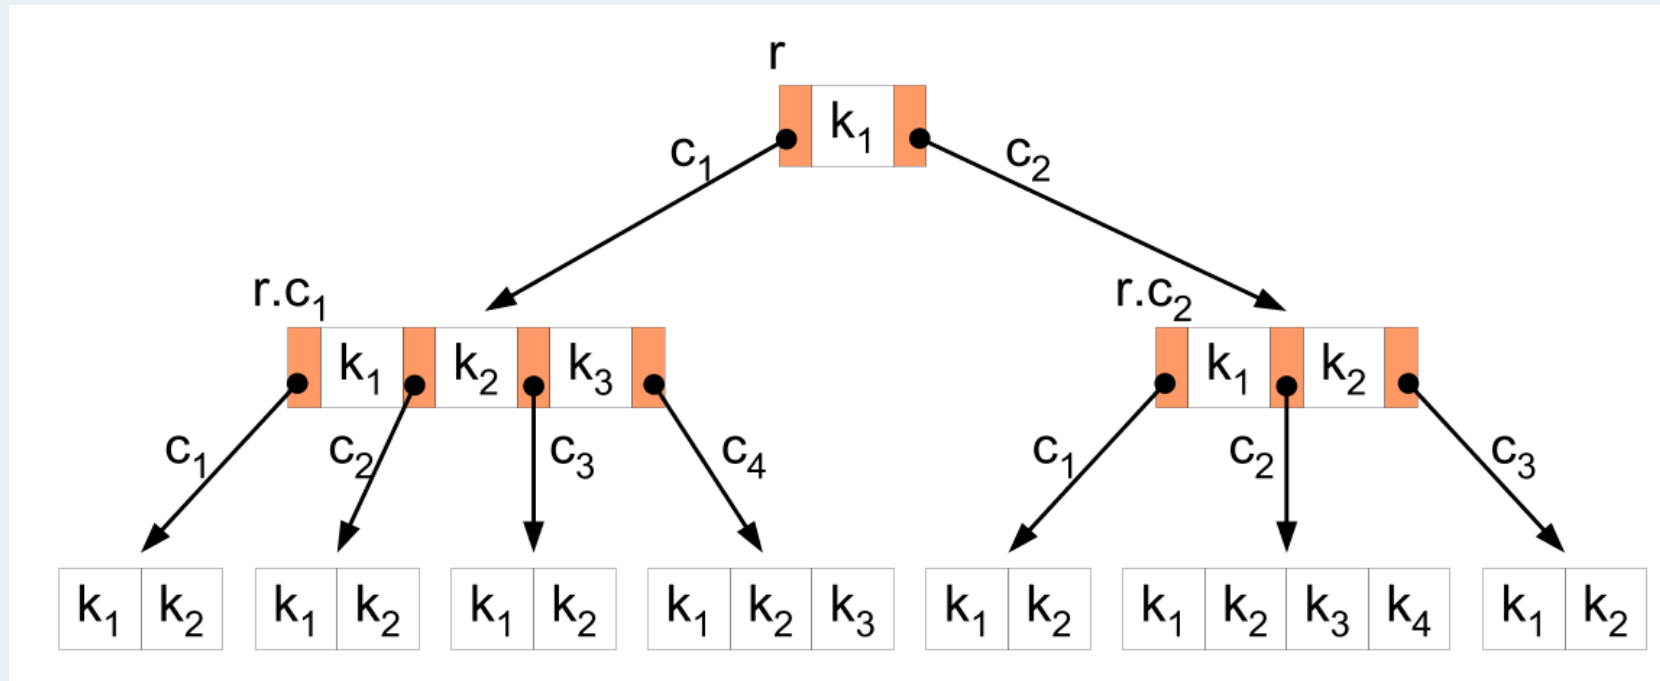 r
k₁
c₁ c₂
r.c₁ r.c₂
k₁ k₂ k₃ k₁ k₂
c₁ c₂ c₃ c₄ c₁ c₂ c₃
k₁ k₂ k₁ k₂ k₁ k₂ k₁ k₂ k₃ k₁ k₂ k₁ k₂ k₃ k₄ k₁ k₂